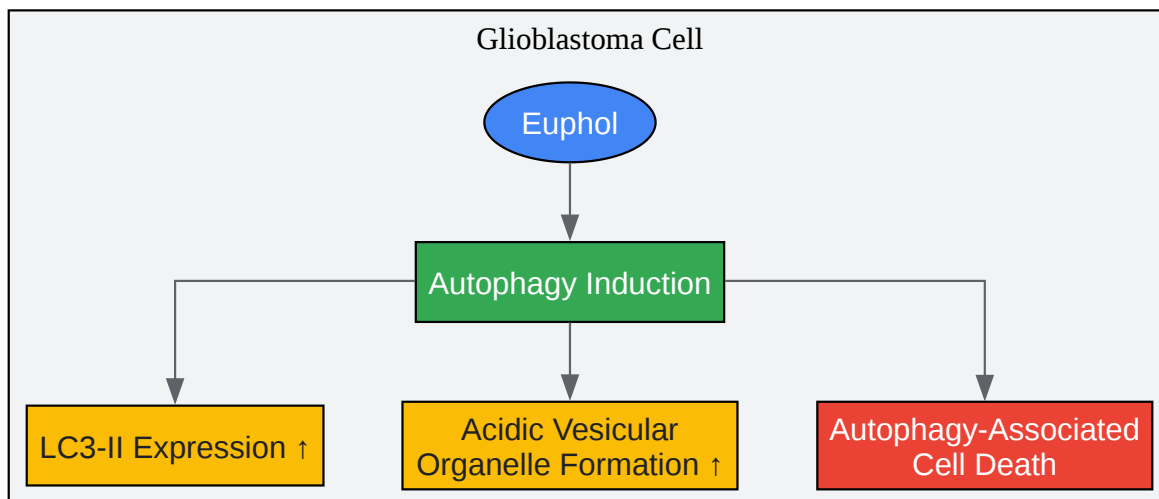 Glioblastoma Cell
Euphol
Autophagy Induction
LC3-II Expression ↑
Acidic Vesicular
Organelle Formation ↑
Autophagy-Associated
Cell Death